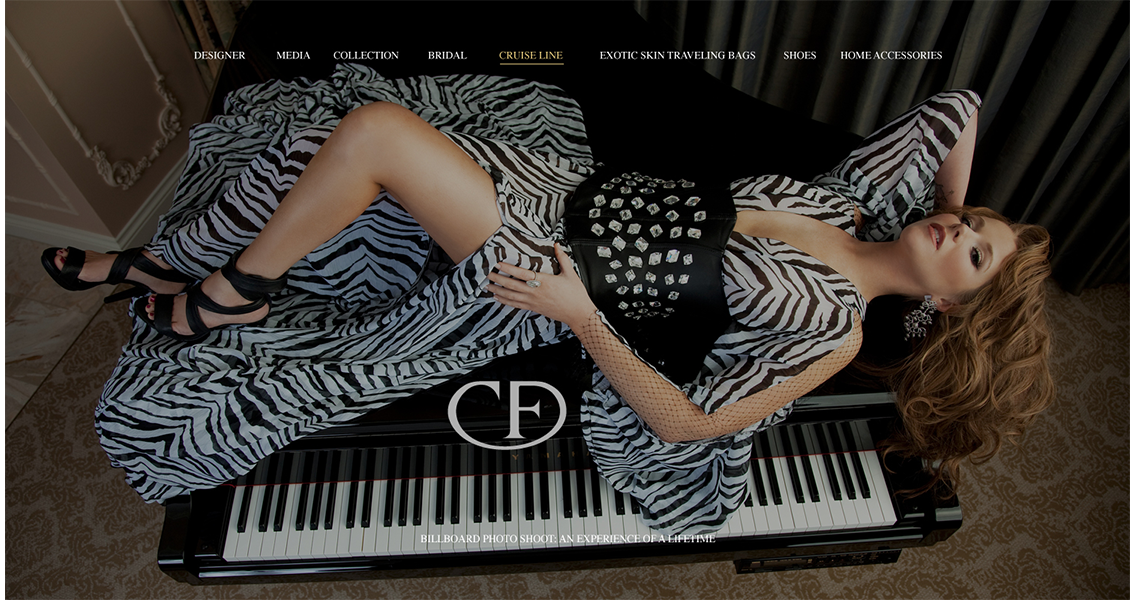 DESIGNER MEDIA COLLECTION BRIDAL CRUISE LINE EXOTIC SKIN TRAVELING BAGS SHOES HOME ACCESSORIES
CF
BILLBOARD PHOTO SHOOT: AN EXPERIENCE OF A LIFETIME